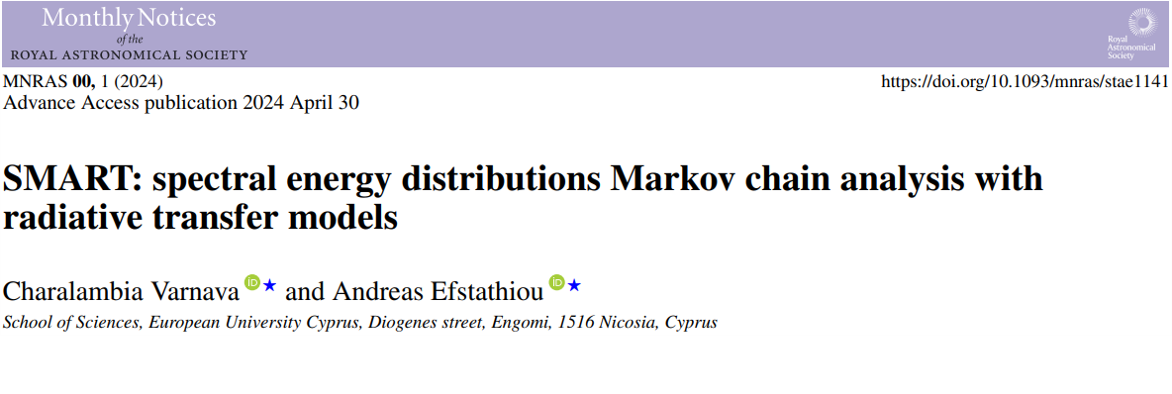 Monthly Notices
of the
ROYAL ASTRONOMICAL SOCIETY
Royal
Astronomical
Society
MNRAS 00, 1 (2024)
https://doi.org/10.1093/mnras/stae1141
Advance Access publication 2024 April 30
SMART: spectral energy distributions Markov chain analysis with
radiative transfer models
Charalambia Varnava iD★ and Andreas Efstathiou iD★
School of Sciences, European University Cyprus, Diogenes street, Engomi, 1516 Nicosia, Cyprus